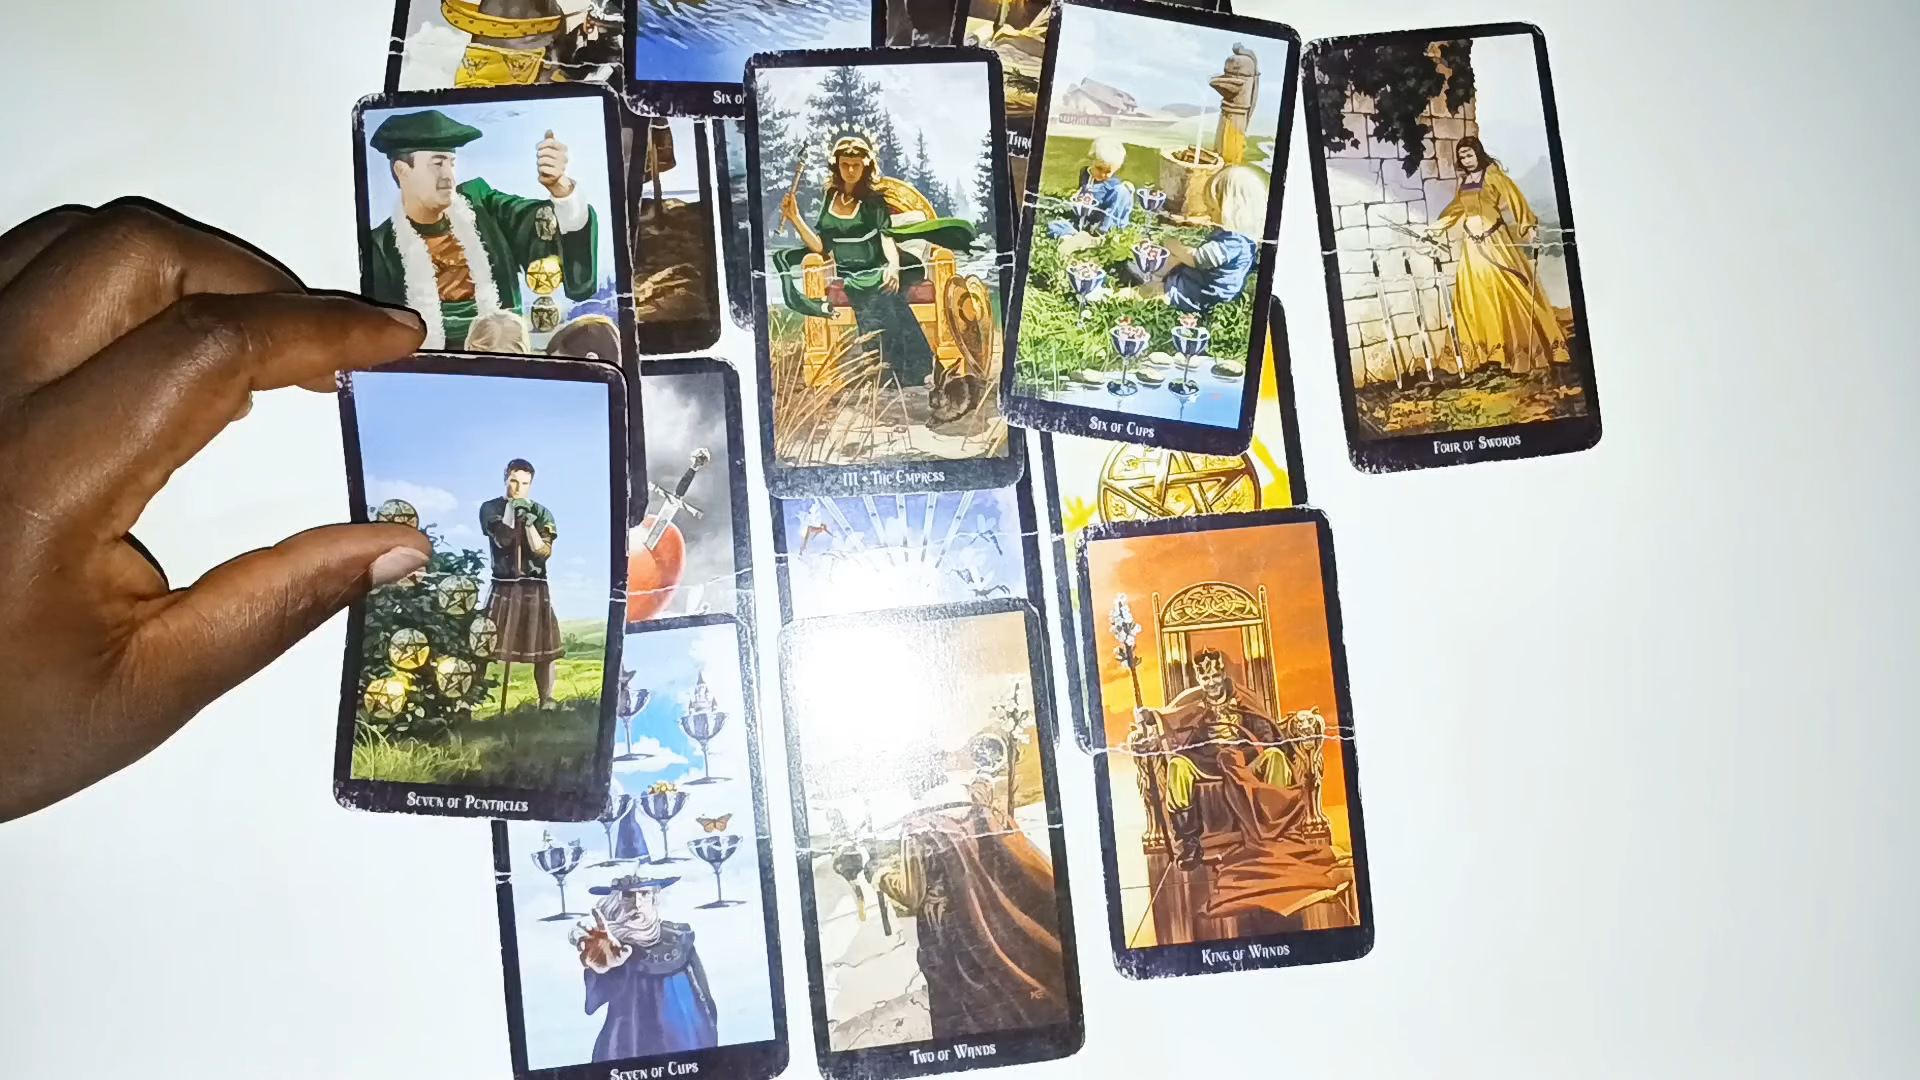 Six of
Thr
III • The Empress
Six of Cups
Four of Swords
Seven of Pentacles
King of Wands
Two of Wands
Seven of Cups